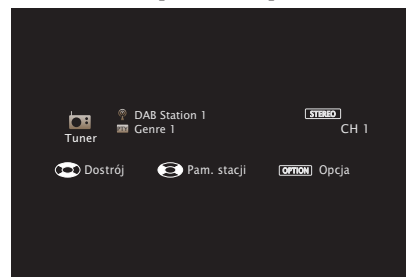 DAB Station 1
STEREO
Genre 1
CH 1
Tuner
Dostrój
Pam. stacji
OPTION Opcja